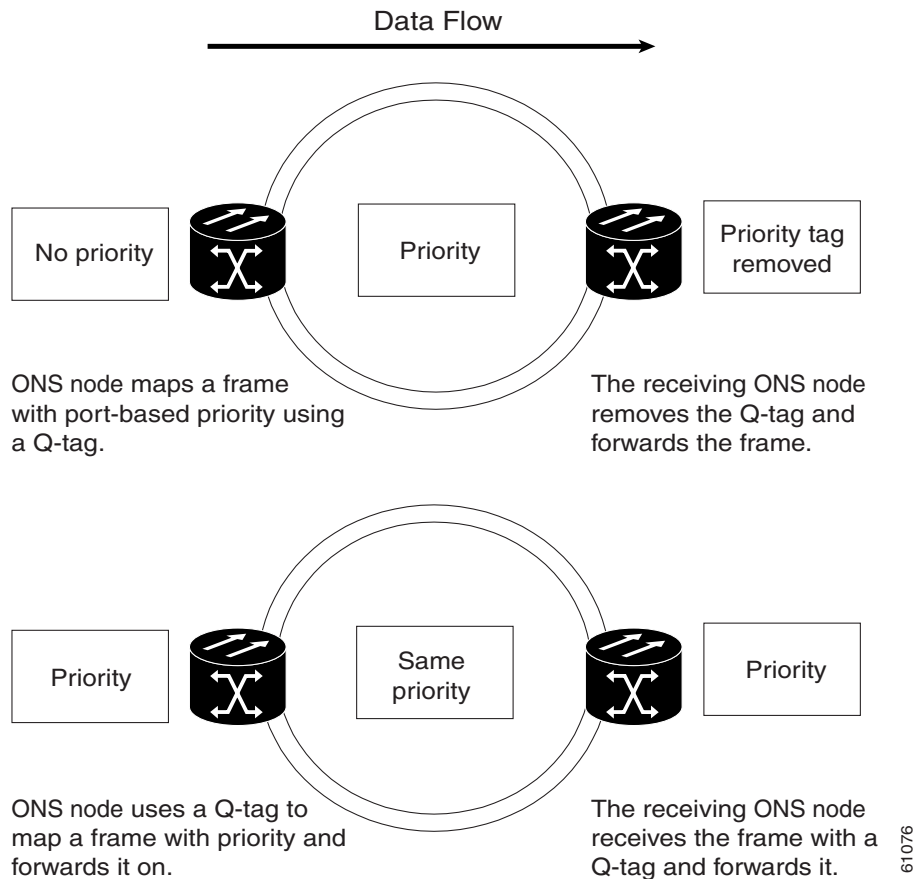 Data Flow
No priority
Priority
Priority tag
removed
ONS node maps a frame
with port-based priority using
a Q-tag.
The receiving ONS node
removes the Q-tag and
forwards the frame.
Priority
Same
priority
Priority
ONS node uses a Q-tag to
map a frame with priority and
forwards it on.
The receiving ONS node
receives the frame with a
Q-tag and forwards it.
61076